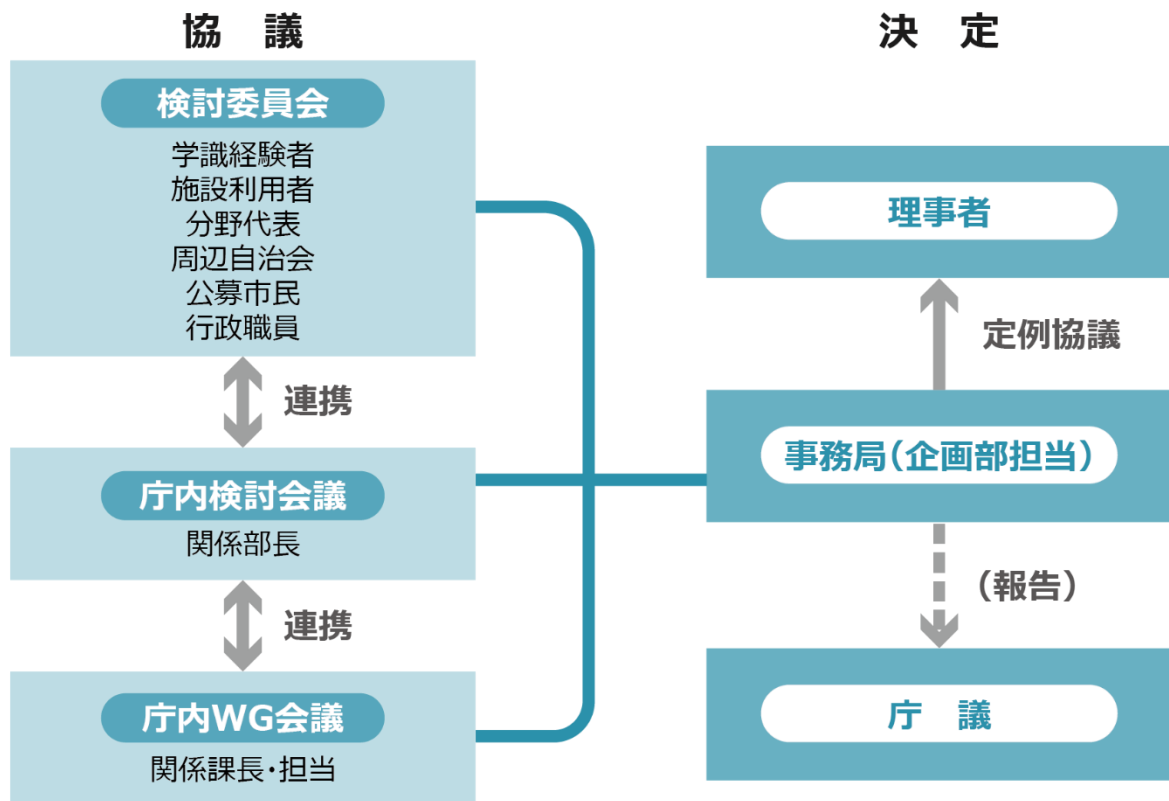 協　議
検討委員会
学識経験者
施設利用者
分野代表
周辺自治会
公募市民
行政職員
連携
庁内検討会議
関係部長
連携
庁内WG会議
関係課長・担当
決　定
理事者
定例協議
事務局（企画部担当）
（報告）
庁　議